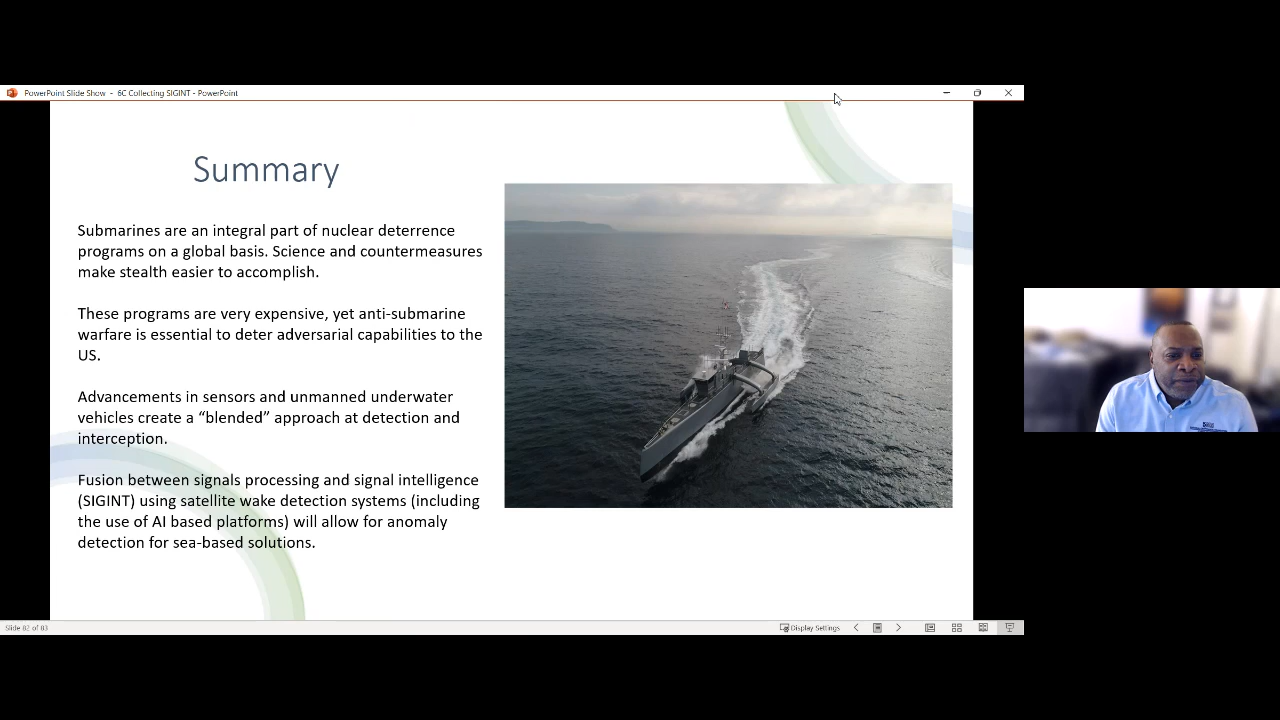 PowerPoint Slide Show - 6C Collecting SIGINT - PowerPoint
Summary
Submarines are an integral part of nuclear deterrence
programs on a global basis. Science and countermeasures
make stealth easier to accomplish.
These programs are very expensive, yet anti-submarine
warfare is essential to deter adversarial capabilities to the
US.
Advancements in sensors and unmanned underwater
vehicles create a “blended” approach at detection and
interception.
Fusion between signals processing and signal intelligence
(SIGINT) using satellite wake detection systems (including
the use of AI based platforms) will allow for anomaly
detection for sea-based solutions.
Slide 82 of 83
Display Settings